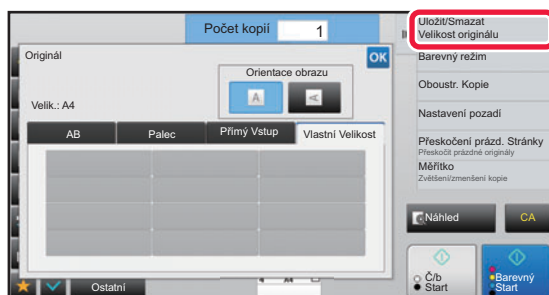 Počet kopií 1
Originál
OK
Orientace obrazu
A A
Velik.: A4
AB Palec Přímý Vstup Vlastní Velikost
Ostatní
Uložit/Smazat
Velikost originálu
Barevný režim
Oboustr. Kopie
Nastavení pozadí
Přeskočení prázd. Stránky
Přeskočit prázdné originály
Měřítko
Zvětšení/zmenšení kopie
Náhled
CA
Č/b
Start
Barevný
Start